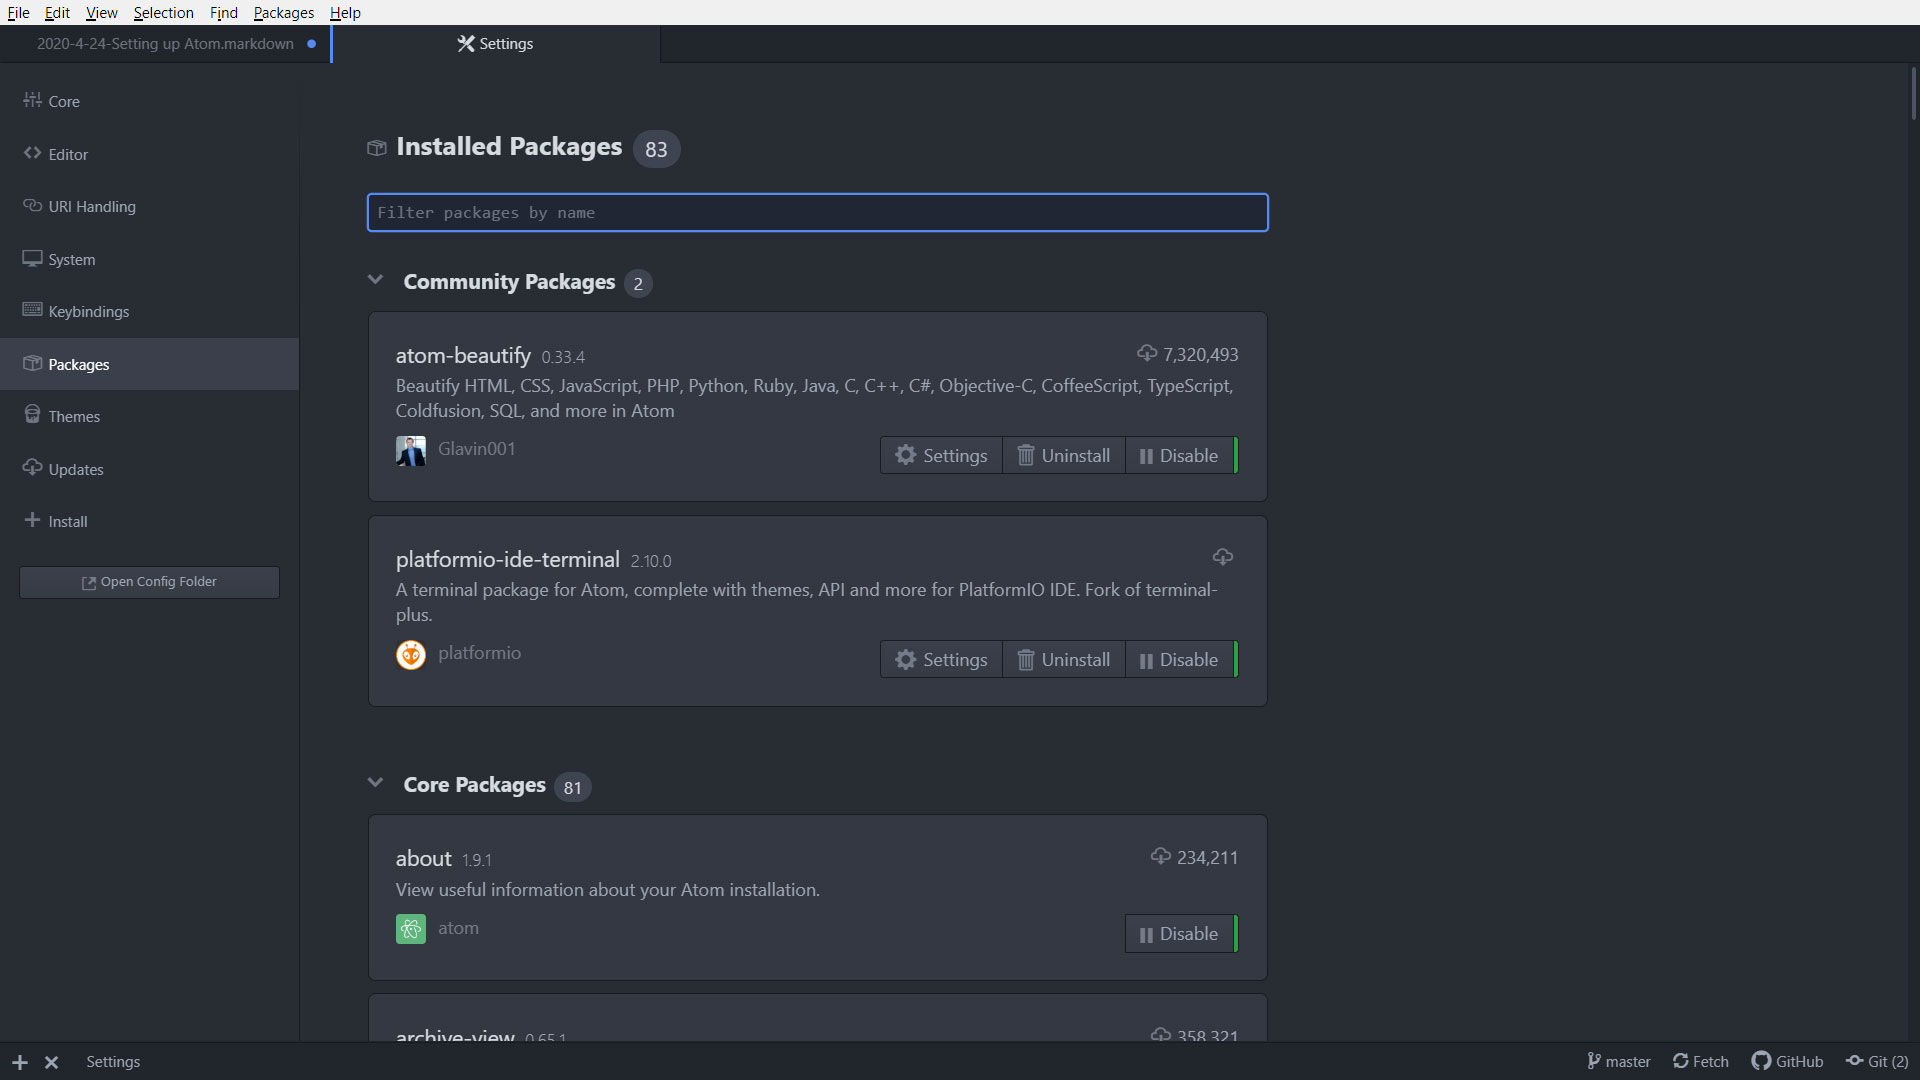 File Edit View Selection Find Packages Help
2020-4-24-Setting up Atom.markdown
Settings
Core
Editor
URI Handling
System
Keybindings
Packages
Themes
Updates
Install
Open Config Folder
Installed Packages 83
Filter packages by name
Community Packages 2
atom-beautify 0.33.4 7,320,493
Beautify HTML, CSS, JavaScript, PHP, Python, Ruby, Java, C, C++, C#, Objective-C, CoffeeScript, TypeScript,
Coldfusion, SQL, and more in Atom
Glavin001 Settings Uninstall Disable
platformio-ide-terminal 2.10.0
A terminal package for Atom, complete with themes, API and more for PlatformIO IDE. Fork of terminal-
plus.
platformio Settings Uninstall Disable
Core Packages 81
about 1.9.1 234,211
View useful information about your Atom installation.
atom Disable
archive-view 0.65.1 358,321
Settings master Fetch GitHub Git (2)